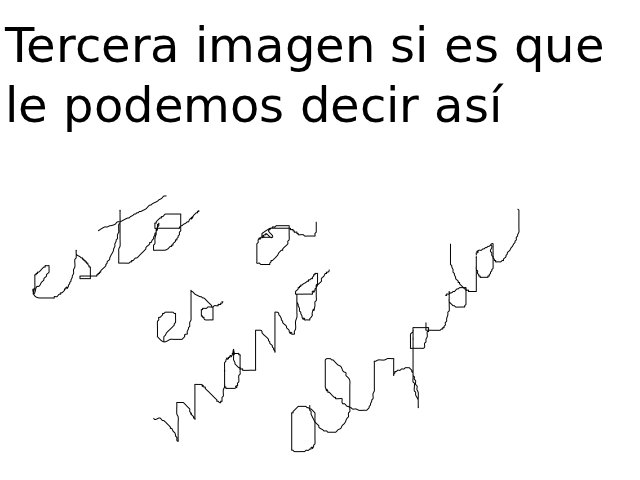 Tercera imagen si es que
le podemos decir así
esto
es a
mano